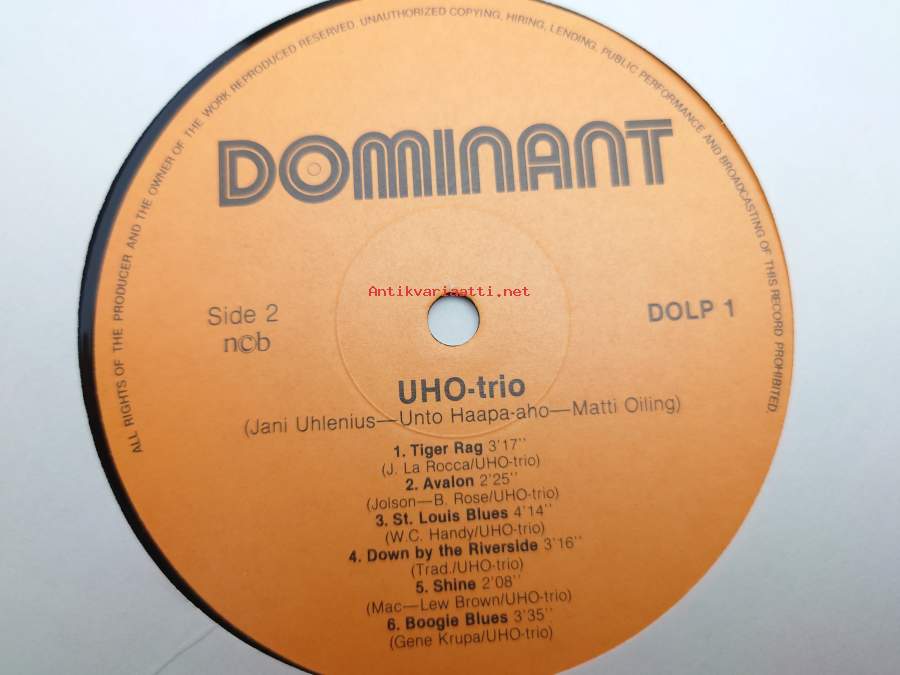 ALL RIGHTS OF THE PRODUCER AND THE OWNER OF THE WORK REPRODUCED RESERVED. UNAUTHORIZED COPYING, HIRING, LENDING, PUBLIC PERFORMANCE AND BROADCASTING OF THIS RECORD PROHIBITED.
DOMINANT
Antikvariaatti.net
Side 2
DOLP 1
n©b
UHO-trio
(Jani Uhlenius—Unto Haapa-aho—Matti Oiling)
1. Tiger Rag 3'17''
(J. La Rocca/UHO-trio)
2. Avalon 2'25''
(Jolson—B. Rose/UHO-trio)
3. St. Louis Blues 4'14''
(W.C. Handy/UHO-trio)
4. Down by the Riverside 3'16''
(Trad./UHO-trio)
5. Shine 2'08''
(Mac—Lew Brown/UHO-trio)
6. Boogie Blues 3'35''
(Gene Krupa/UHO-trio)